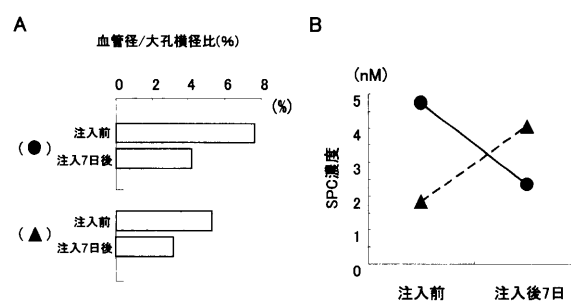 A
血管径/大孔横径比(%)
0 2 4 6 8
(%)
(●)
注入前
注入7日後
(▲)
注入前
注入7日後
B
(nM)
5
4
3
2
1
0
SPC濃度
注入前 注入後7日